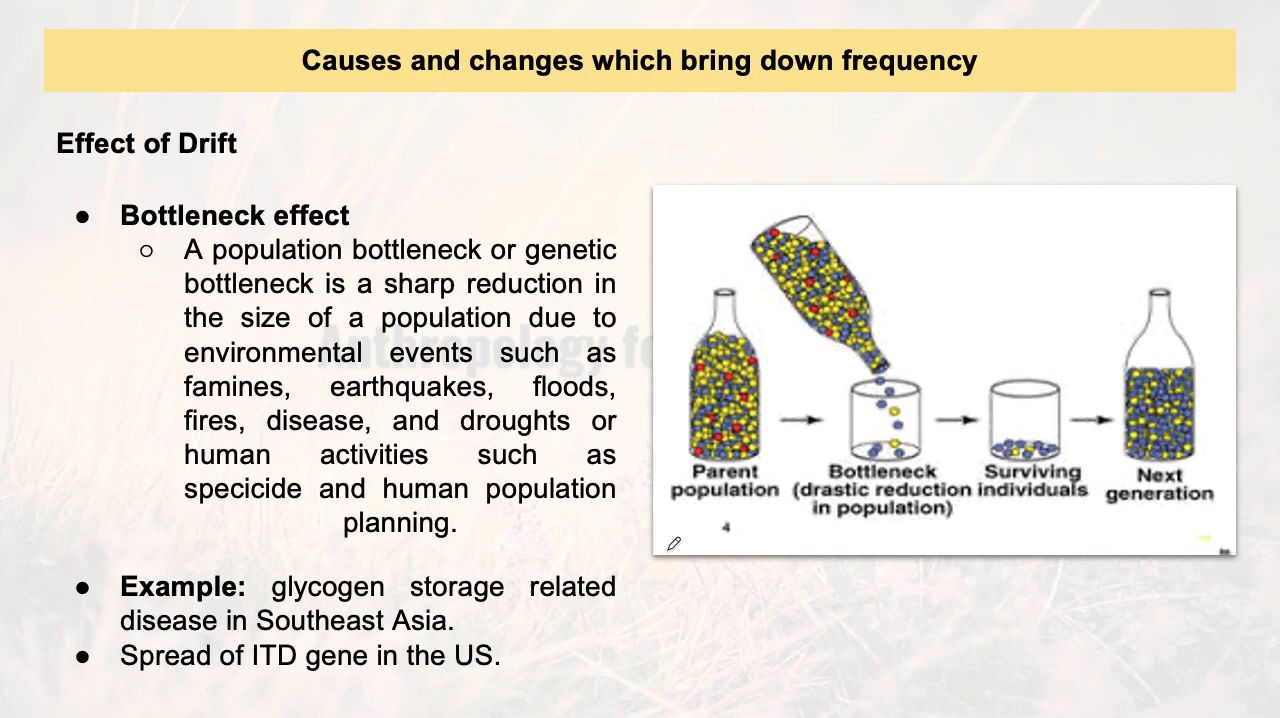 Causes and changes which bring down frequency
Effect of Drift
● Bottleneck effect
○ A population bottleneck or genetic
bottleneck is a sharp reduction in
the size of a population due to
environmental events such as
famines, earthquakes, floods,
fires, disease, and droughts or
human activities such as
specicide and human population
planning.
● Example: glycogen storage related
disease in Southeast Asia.
● Spread of ITD gene in the US.
Anthropology fo
Parent
population
Bottleneck
(drastic reduction
in population)
Surviving
individuals
Next
generation
4